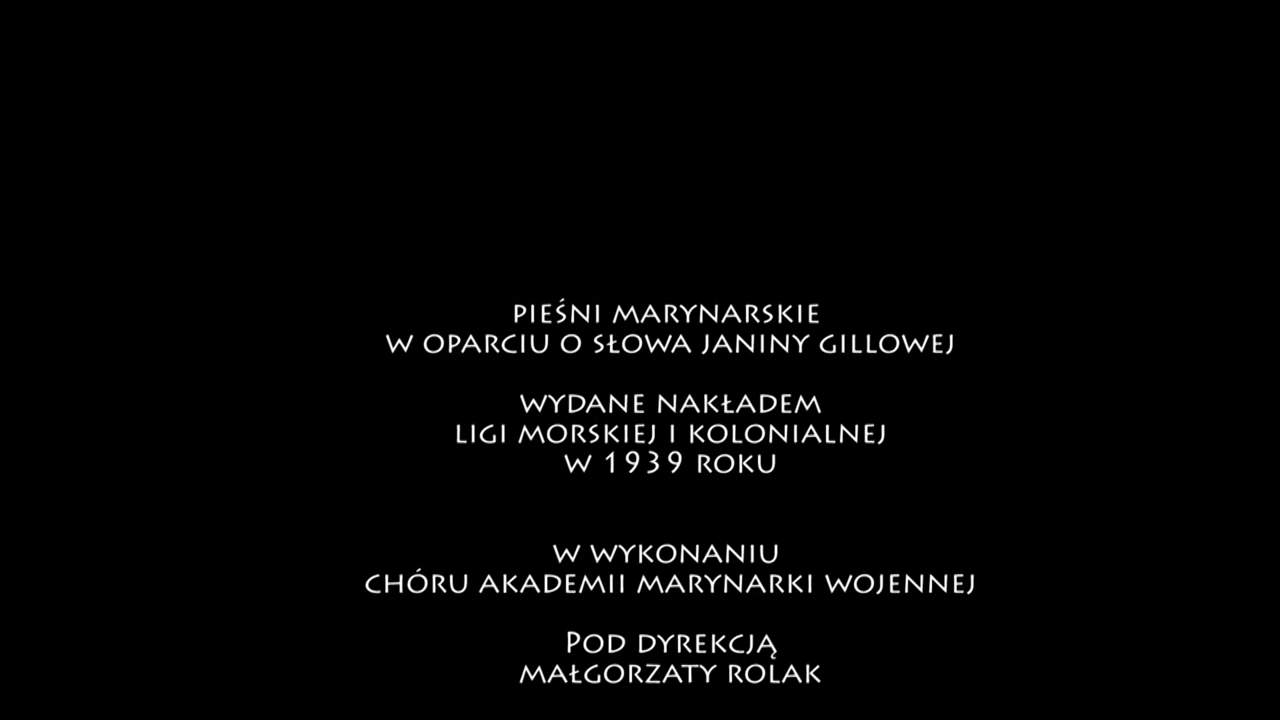 PIEŚNI MARYNARSKIE
W OPARCIU O SŁOWA JANINY GILLOWEJ
WYDANE NAKŁADEM
LIGI MORSKIEJ I KOLONIALNEJ
W 1939 ROKU
W WYKONANIU
CHÓRU AKADEMII MARYNARKI WOJENNEJ
POD DYREKCJĄ
MAŁGORZATY ROLAK